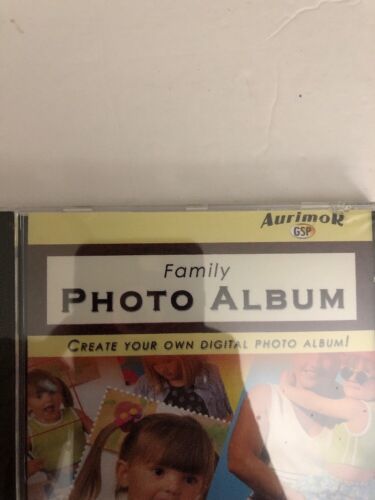 AurimoR
GSP
Family
PHOTO ALBUM
CREATE YOUR OWN DIGITAL PHOTO ALBUM!